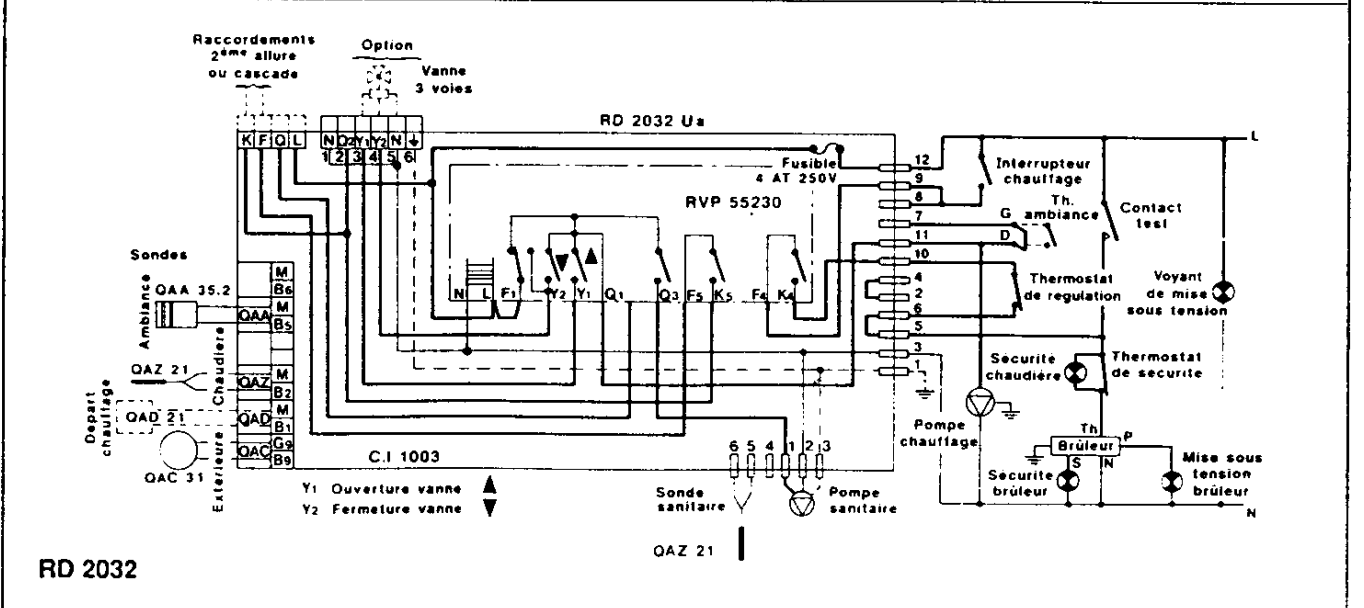 Raccordements
2ème allure
ou cascade
Option
Vanne
3 voies
RD 2032 Ua
K F Q L
N Q2 Y1 Y2 N
1 2 3 4 5 6
L
Fusible
4 AT 250V
RVP 55230
12
9
8
7
11
10
4
2
6
5
3
1
Interrupteur
chauffage
Th.
ambiance
G
D
Contact
test
Thermostat
de regulation
Voyant
de mise
sous tension
Sondes
Ambiance
QAA 35.2
M
B6
M
QAA
B5
Chaudiere
QAZ 21
M
QAZ
B2
Depart
chauffage
QAD 21
M
QAD
B1
Exterieure
QAC 31
G9
QAC
B9
N L F1 Y2 Y1 Q1 Q3 F5 K5 F4 K4
Sécurité
chaudière
Thermostat
de securite
Pompe
chauffage
Th
Brûleur
P
S N
Securite
brûleur
Mise sous
tension
brûleur
N
C.I 1003
6 5 4 1 2 3
Y1 Ouverture vanne
Y2 Fermeture vanne
Sonde
sanitaire
Pompe
sanitaire
QAZ 21
RD 2032